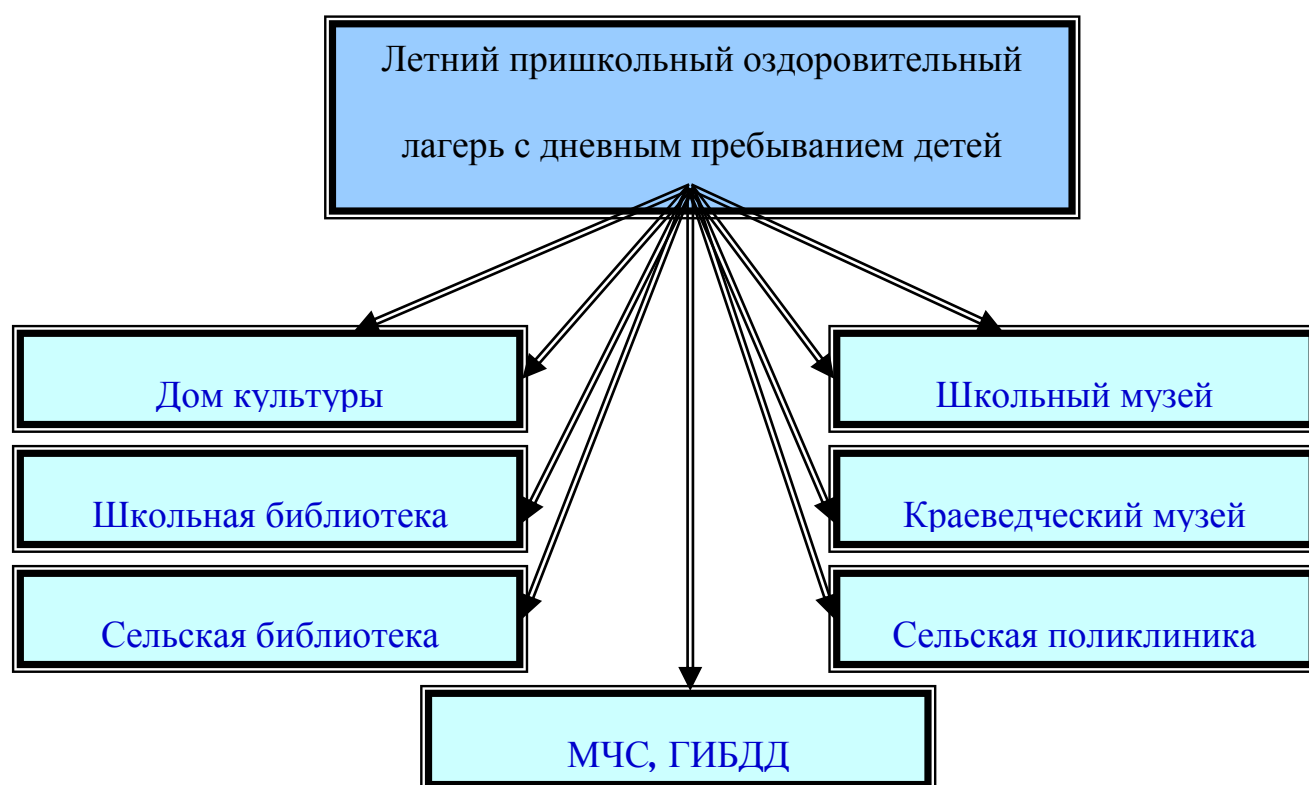 Летний пришкольный оздоровительный
лагерь с дневным пребыванием детей
Дом культуры
Школьный музей
Школьная библиотека
Краеведческий музей
Сельская библиотека
Сельская поликлиника
МЧС, ГИБДД